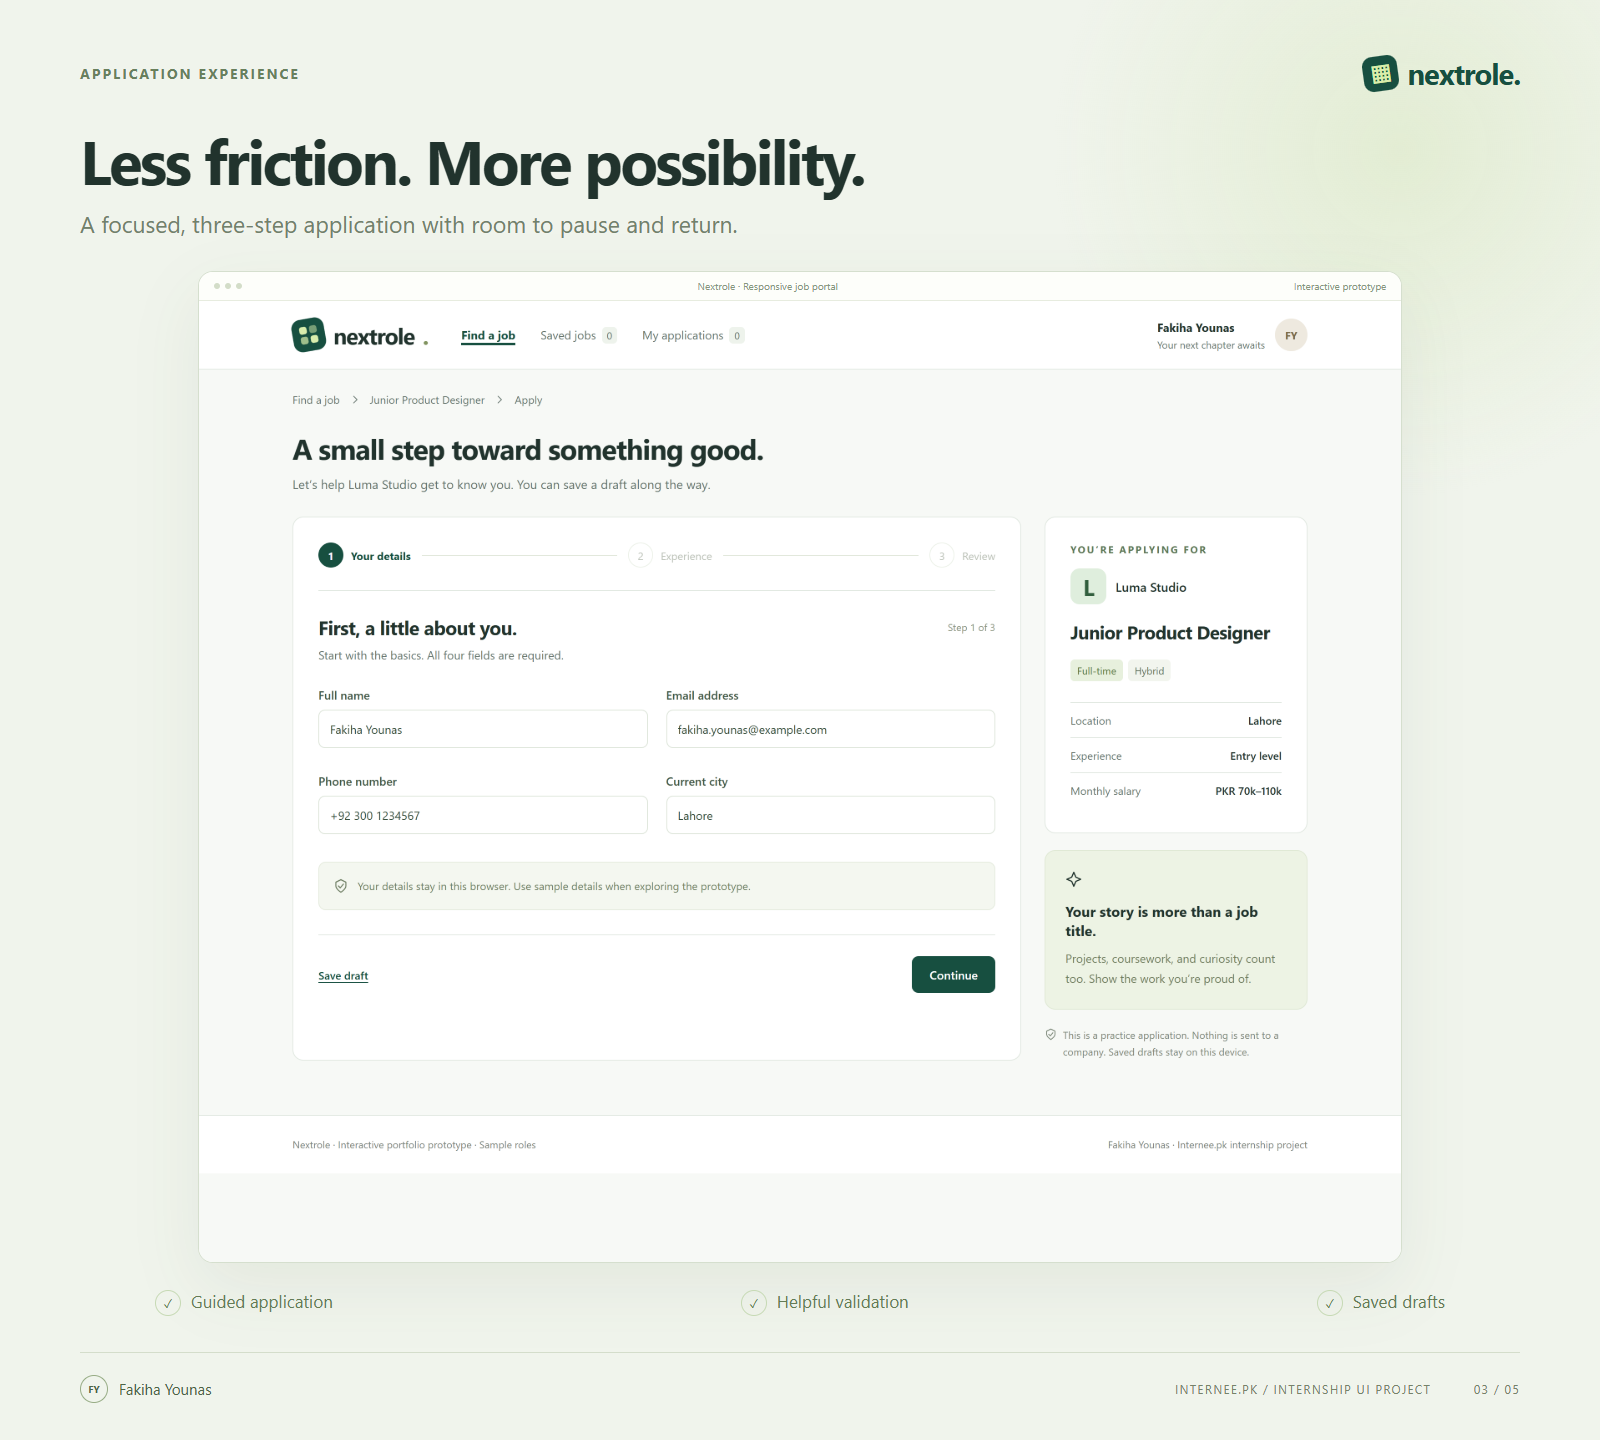 APPLICATION EXPERIENCE
nextrole.
Less friction. More possibility.
A focused, three-step application with room to pause and return.
Nextrole · Responsive job portal
Interactive prototype
nextrole .
Find a job
Saved jobs 0
My applications 0
Fakiha Younas
Your next chapter awaits
FY
Find a job > Junior Product Designer > Apply
A small step toward something good.
Let's help Luma Studio get to know you. You can save a draft along the way.
1 Your details
2 Experience
3 Review
First, a little about you.
Step 1 of 3
Start with the basics. All four fields are required.
Full name
Fakiha Younas
Email address
fakiha.younas@example.com
Phone number
+92 300 1234567
Current city
Lahore
Your details stay in this browser. Use sample details when exploring the prototype.
Save draft
Continue
YOU'RE APPLYING FOR
L
Luma Studio
Junior Product Designer
Full-time
Hybrid
Location Lahore
Experience Entry level
Monthly salary PKR 70k–110k
Your story is more than a job
title.
Projects, coursework, and curiosity count
too. Show the work you're proud of.
This is a practice application. Nothing is sent to a
company. Saved drafts stay on this device.
Nextrole · Interactive portfolio prototype · Sample roles
Fakiha Younas · Internee.pk internship project
Guided application
Helpful validation
Saved drafts
FY
Fakiha Younas
INTERNEE.PK / INTERNSHIP UI PROJECT
03 / 05